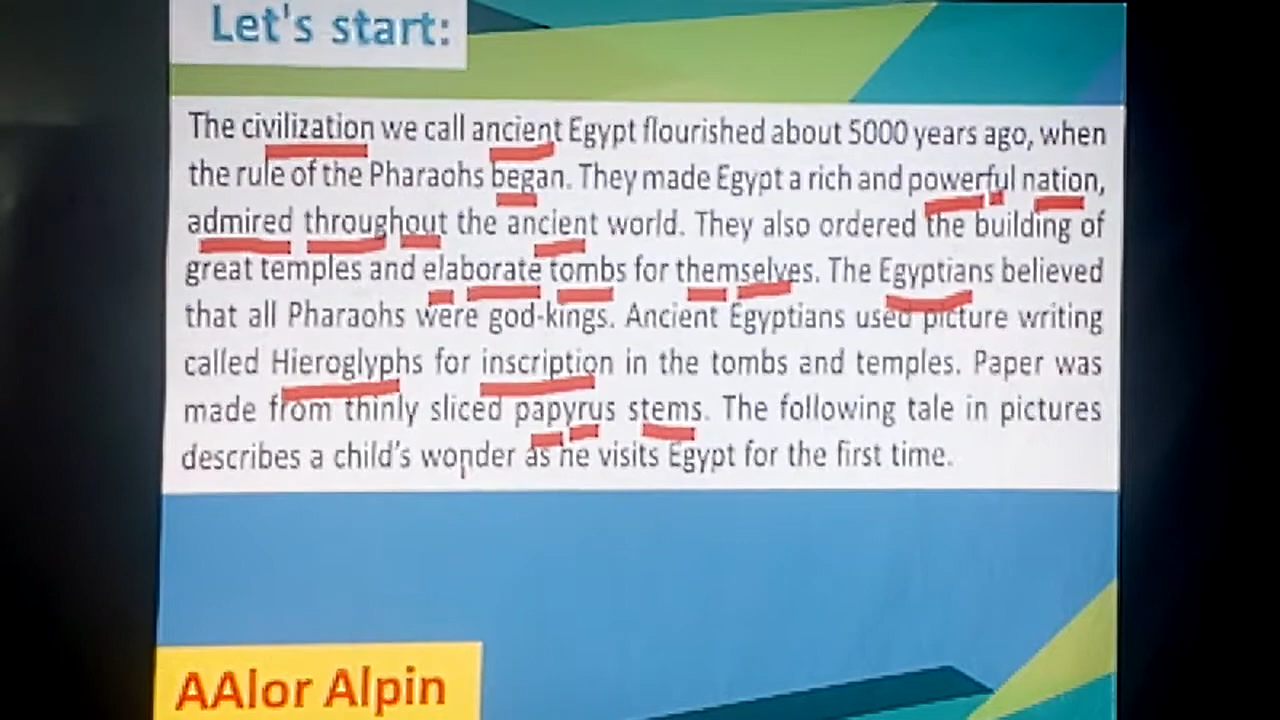 Let's start:
The civilization we call ancient Egypt flourished about 5000 years ago, when
the rule of the Pharaohs began. They made Egypt a rich and powerful nation,
admired throughout the ancient world. They also ordered the building of
great temples and elaborate tombs for themselves. The Egyptians believed
that all Pharaohs were god-kings. Ancient Egyptians used picture writing
called Hieroglyphs for inscription in the tombs and temples. Paper was
made from thinly sliced papyrus stems. The following tale in pictures
describes a child's wonder as he visits Egypt for the first time.
AAlor Alpin